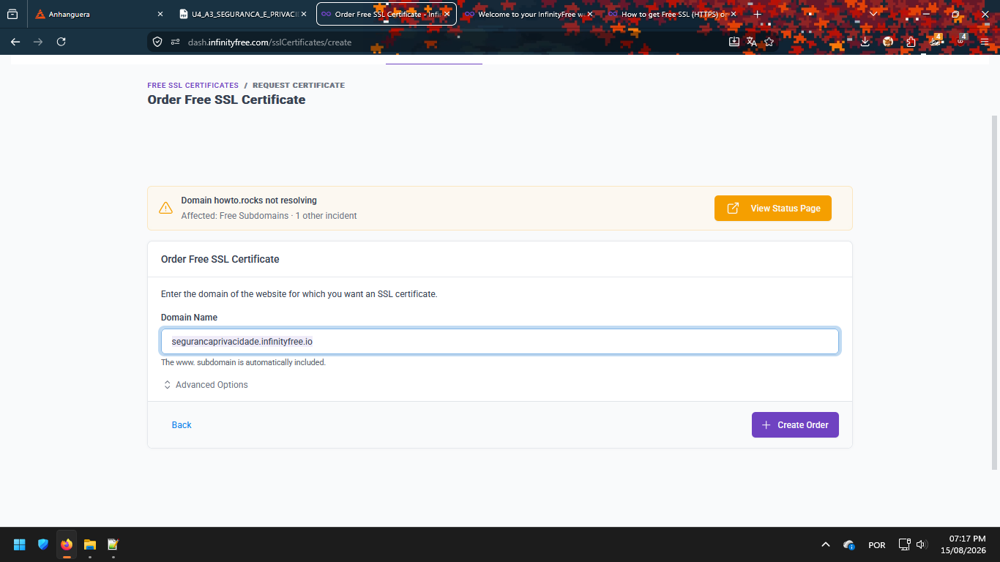 Anhanguera
U4_A3_SEGURANCA_E_PRIVACI
Order Free SSL Certificate - Infi
Welcome to your InfinityFree w
How to get Free SSL (HTTPS) o
dash.infinityfree.com/sslCertificates/create
4
4
FREE SSL CERTIFICATES / REQUEST CERTIFICATE
Order Free SSL Certificate
Domain howto.rocks not resolving
Affected: Free Subdomains · 1 other incident
View Status Page
Order Free SSL Certificate
Enter the domain of the website for which you want an SSL certificate.
Domain Name
segurancaprivacidade.infinityfree.io
The www. subdomain is automatically included.
Advanced Options
Back
Create Order
POR
07:17 PM
15/08/2026